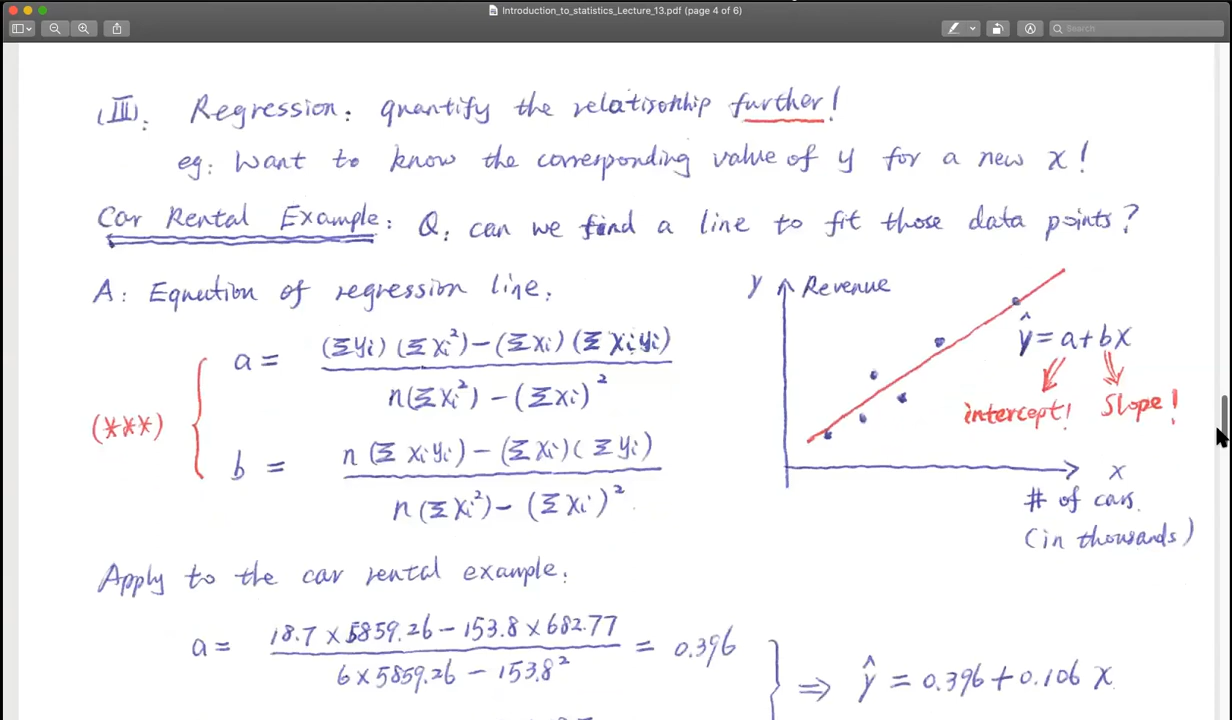 Introduction_to_statistics_Lecture_13.pdf (page 4 of 6)
Search
(III). Regression: quantify the relationship further!
eg: Want to know the corresponding value of y for a new x!
Car Rental Example: Q. can we find a line to fit those data points?
A: Equation of regression line.
(***)
a = (Σyi)(Σxi²)-(Σxi)(Σxiyi) / n(Σxi²)-(Σxi)²
b = n(Σxiyi)-(Σxi)(Σyi) / n(Σxi²)-(Σxi)²
y Revenue
ŷ = a+bx
intercept! Slope!
x
# of cars.
(in thousands)
Apply to the car rental example.
a = 18.7 × 5859.26 - 153.8 × 682.77 / 6 × 5859.26 - 153.8² = 0.396
⇒ ŷ = 0.396 + 0.106 x